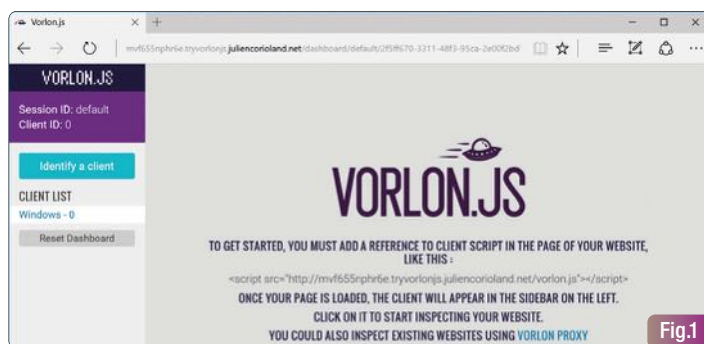 Vorlon.js
mvf655nphr6e.tryvorlonjs.juliencorioland.net/dashboard/default/2f5ff670-3311-48f3-95ca-2e00f2bd
VORLON.JS
Session ID: default
Client ID: 0
Identify a client
CLIENT LIST
Windows - 0
Reset Dashboard
VORLON.JS
TO GET STARTED, YOU MUST ADD A REFERENCE TO CLIENT SCRIPT IN THE PAGE OF YOUR WEBSITE,
LIKE THIS :
<script src="http://mvf655nphr6e.tryvorlonjs.juliencorioland.net/vorlon.js"></script>
ONCE YOUR PAGE IS LOADED, THE CLIENT WILL APPEAR IN THE SIDEBAR ON THE LEFT.
CLICK ON IT TO START INSPECTING YOUR WEBSITE.
YOU COULD ALSO INSPECT EXISTING WEBSITES USING VORLON PROXY
Fig.1